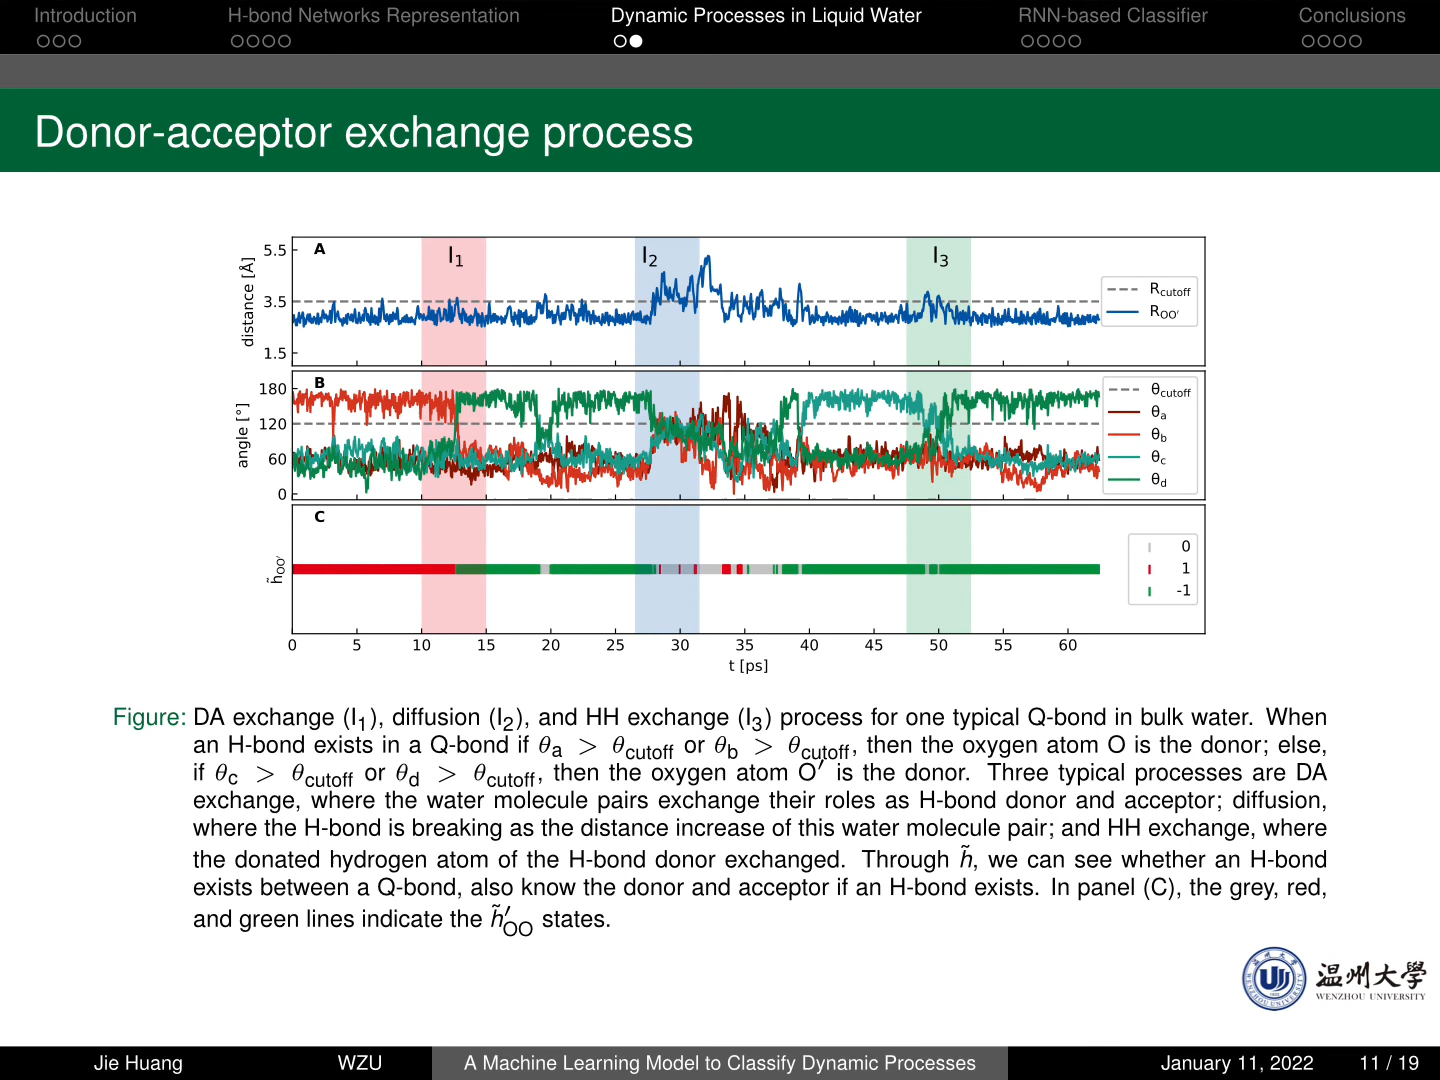 Introduction
H-bond Networks Representation
Dynamic Processes in Liquid Water
RNN-based Classifier
Conclusions
Donor-acceptor exchange process
A
I1
I2
I3
distance [Å]
5.5
3.5
1.5
Rcutoff
ROO′
B
angle [°]
180
120
60
0
θcutoff
θa
θb
θc
θd
C
h̃OO′
0
1
-1
0 5 10 15 20 25 30 35 40 45 50 55 60
t [ps]
Figure: DA exchange (I1), diffusion (I2), and HH exchange (I3) process for one typical Q-bond in bulk water. When
an H-bond exists in a Q-bond if θa > θcutoff or θb > θcutoff, then the oxygen atom O is the donor; else,
if θc > θcutoff or θd > θcutoff, then the oxygen atom O′ is the donor. Three typical processes are DA
exchange, where the water molecule pairs exchange their roles as H-bond donor and acceptor; diffusion,
where the H-bond is breaking as the distance increase of this water molecule pair; and HH exchange, where
the donated hydrogen atom of the H-bond donor exchanged. Through h̃, we can see whether an H-bond
exists between a Q-bond, also know the donor and acceptor if an H-bond exists. In panel (C), the grey, red,
and green lines indicate the h̃′OO states.
温州大学
WENZHOU UNIVERSITY
Jie Huang WZU
A Machine Learning Model to Classify Dynamic Processes
January 11, 2022 11 / 19